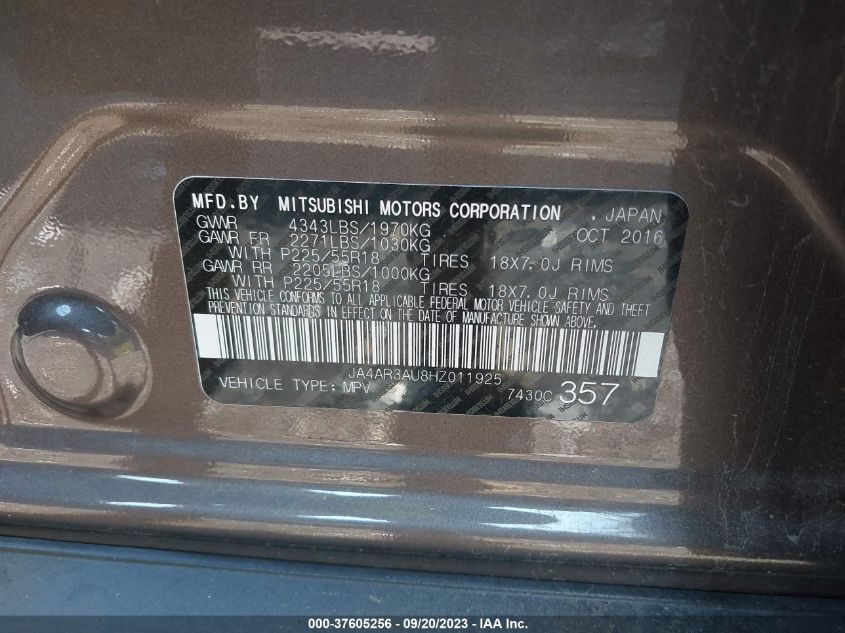 MFD.BY MITSUBISHI MOTORS CORPORATION . JAPAN
GVWR 4343LBS/1970KG OCT 2016
GAWR FR 2271LBS/1030KG
WITH P225/55R18 TIRES 18X7.0J RIMS
GAWR RR 2205LBS/1000KG
WITH P225/55R18 TIRES 18X7.0J RIMS
THIS VEHICLE CONFORMS TO ALL APPLICABLE FEDERAL MOTOR VEHICLE SAFETY AND THEFT
PREVENTION STANDARDS IN EFFECT ON THE DATE OF MANUFACTURE SHOWN ABOVE.
JA4AR3AU8HZ011925
VEHICLE TYPE: MPV 7430C 357
000-37605256 - 09/20/2023 - IAAI.COM